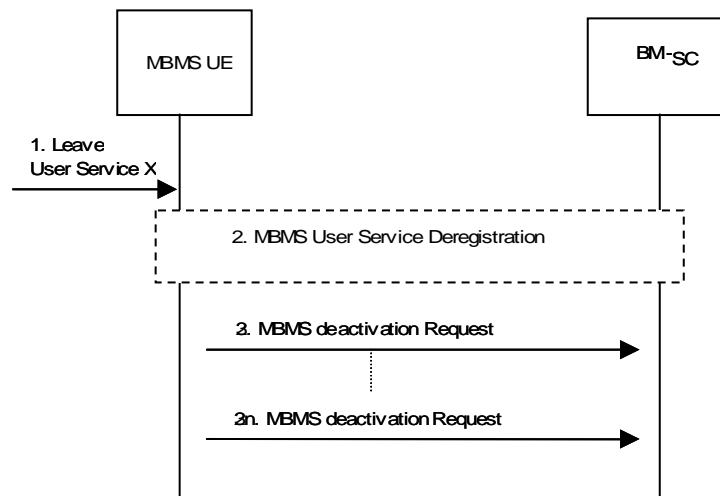 MBMS UE
BM-SC
1. Leave
User Service X
2. MBMS User Service Deregistration
3. MBMS deactivation Request
3n. MBMS deactivation Request